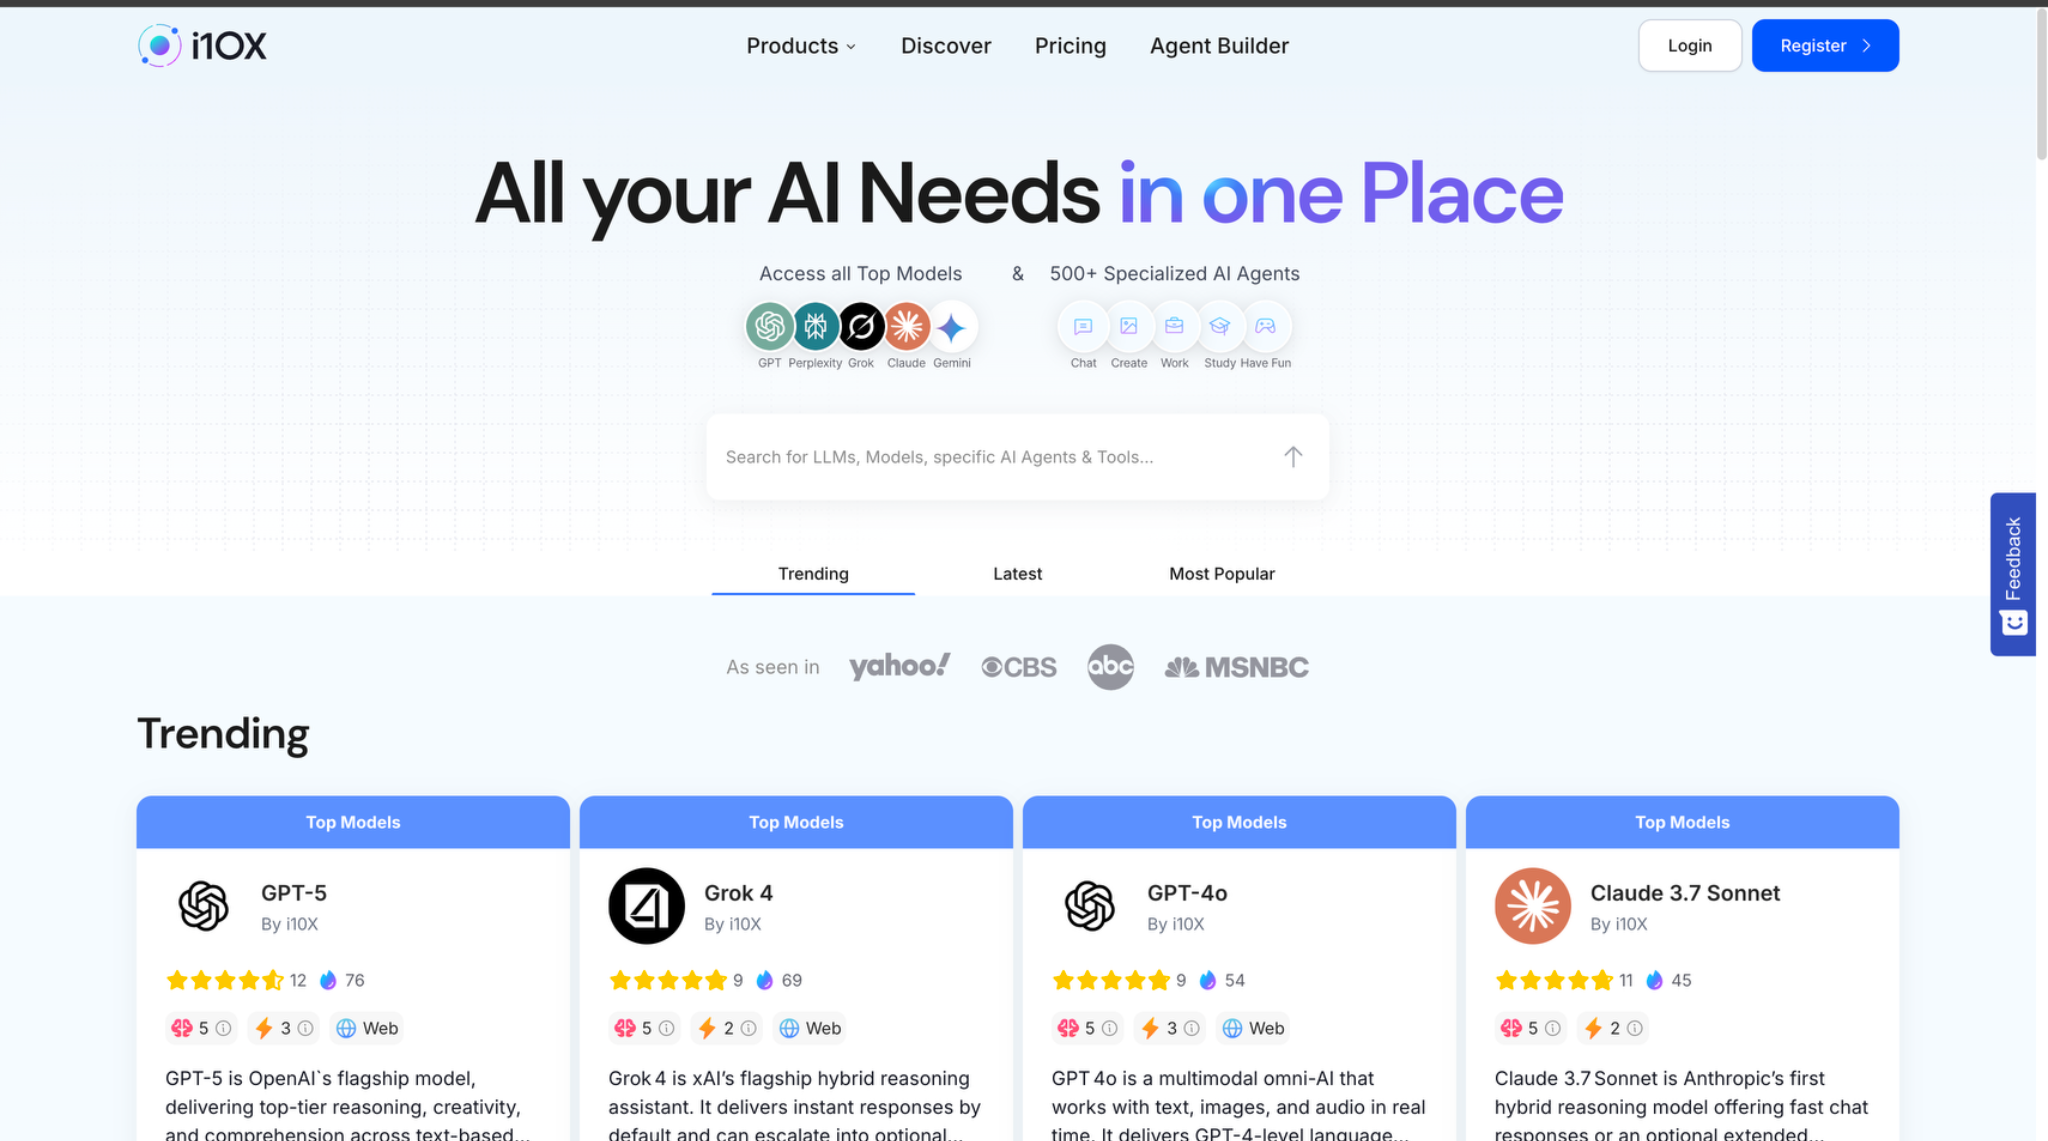 i10X
Products
Discover
Pricing
Agent Builder
Login
Register
All your AI Needs in one Place
Access all Top Models & 500+ Specialized AI Agents
GPT Perplexity Grok Claude Gemini
Chat Create Work Study Have Fun
Search for LLMs, Models, specific AI Agents & Tools...
Feedback
Trending Latest Most Popular
As seen in yahoo! CBS abc MSNBC
Trending
Top Models
GPT-5
By i10X
12 76
5 3 Web
GPT-5 is OpenAI`s flagship model,
delivering top-tier reasoning, creativity,
and comprehension across text-based...
Top Models
Grok 4
By i10X
9 69
5 2 Web
Grok 4 is xAI’s flagship hybrid reasoning
assistant. It delivers instant responses by
default and can escalate into optional...
Top Models
GPT-4o
By i10X
9 54
5 3 Web
GPT 4o is a multimodal omni-AI that
works with text, images, and audio in real
time. It delivers GPT-4-level language...
Top Models
Claude 3.7 Sonnet
By i10X
11 45
5 2
Claude 3.7 Sonnet is Anthropic’s first
hybrid reasoning model offering fast chat
responses or an optional extended...